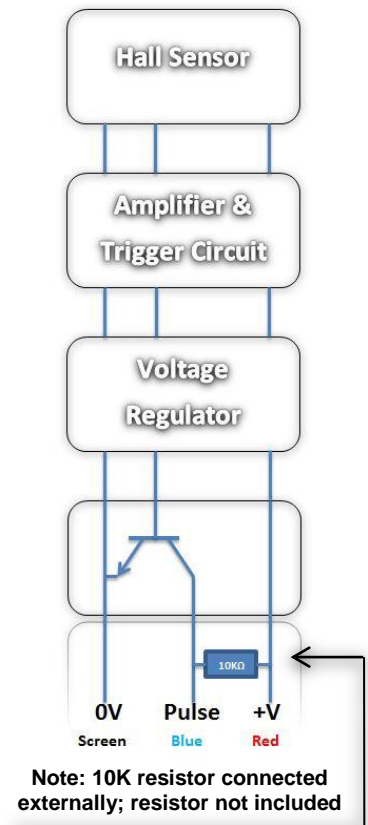 Hall Sensor
Amplifier &
Trigger Circuit
Voltage
Regulator
10KΩ
0V Pulse +V
Screen Blue Red
Note: 10K resistor connected
externally; resistor not included